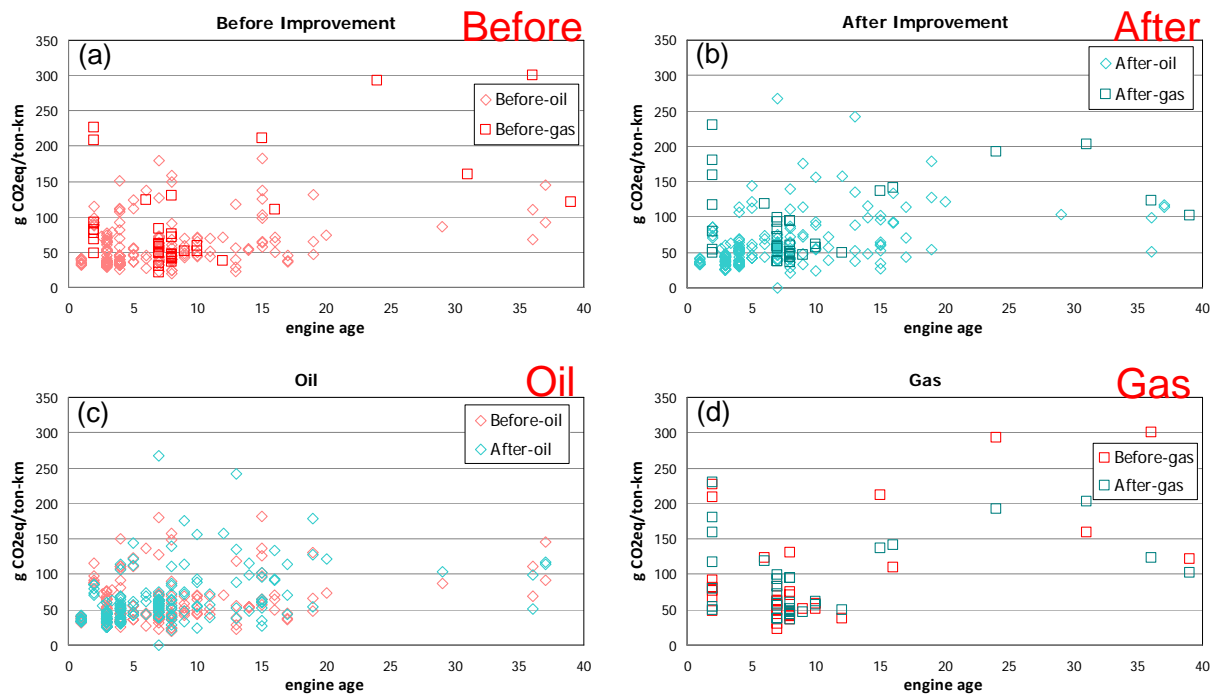 Before Improvement
Before
(a)
350
300
250
200
150
100
50
0
g CO2eq/ton-km
0 5 10 15 20 25 30 35 40
engine age
Before-oil
Before-gas
After Improvement
After
(b)
350
300
250
200
150
100
50
0
g CO2eq/ton-km
0 5 10 15 20 25 30 35 40
engine age
After-oil
After-gas
Oil
Oil
(c)
350
300
250
200
150
100
50
0
g CO2eq/ton-km
0 5 10 15 20 25 30 35 40
engine age
Before-oil
After-oil
Gas
Gas
(d)
350
300
250
200
150
100
50
0
g CO2eq/ton-km
0 5 10 15 20 25 30 35 40
engine age
Before-gas
After-gas